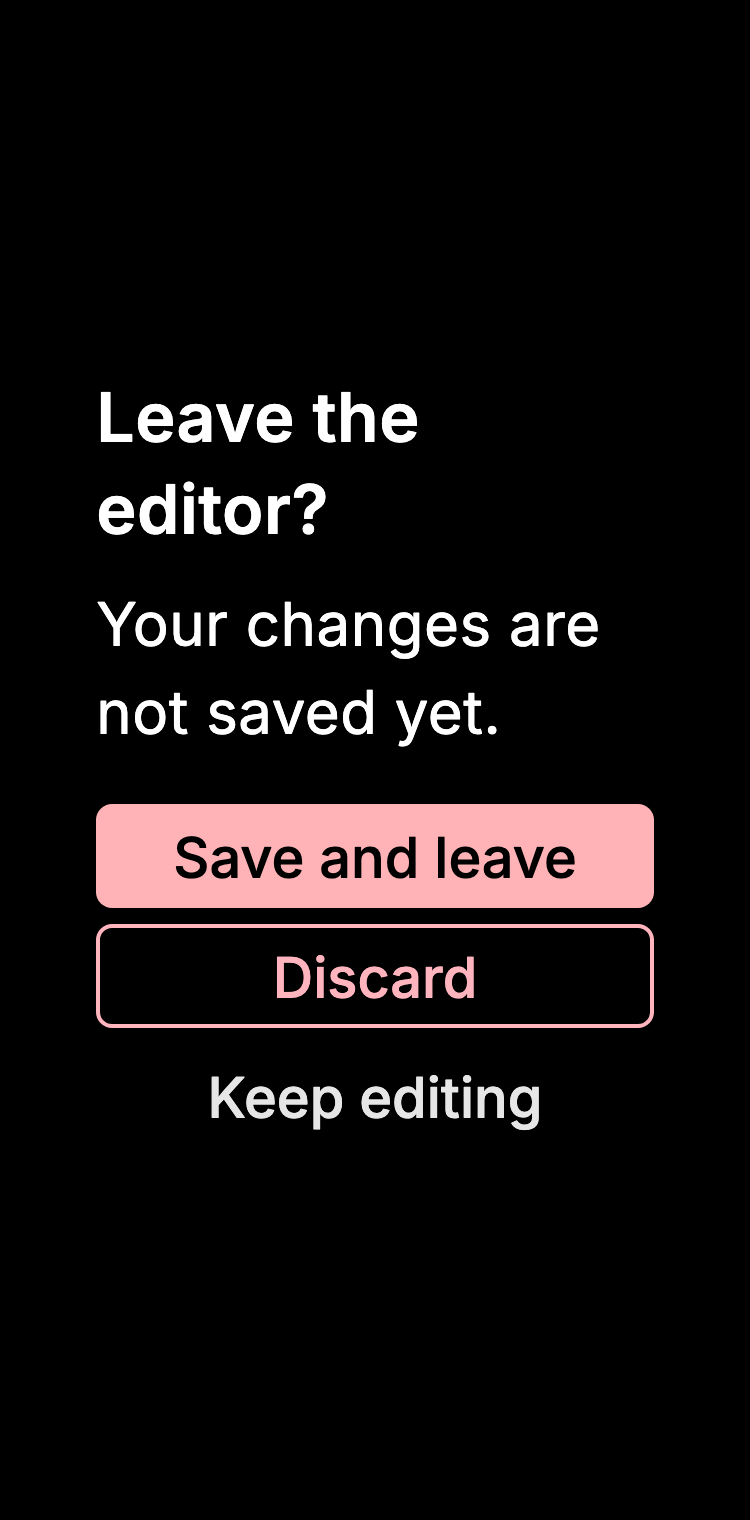 Leave the
editor?
Your changes are
not saved yet.
Save and leave
Discard
Keep editing